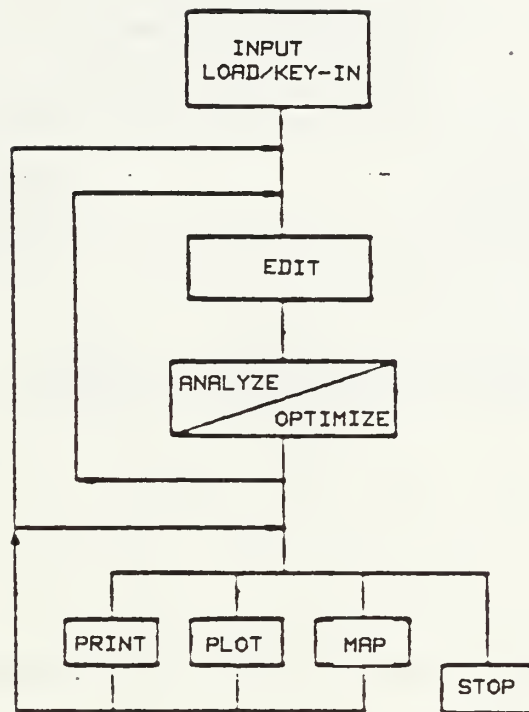 INPUT
LOAD/KEY-IN
EDIT
ANALYZE
OPTIMIZE
PRINT
PLOT
MAP
STOP